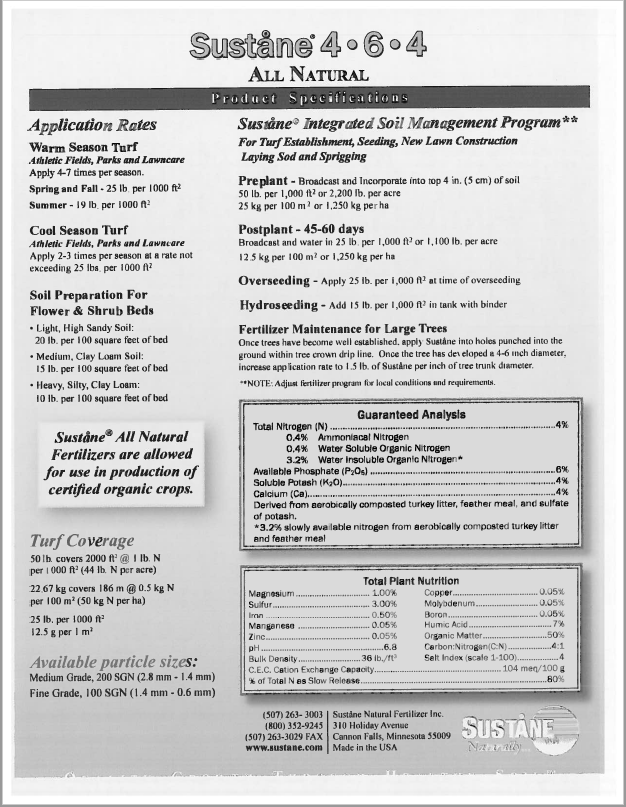 Suståne® 4•6•4
ALL NATURAL
Product Specifications
Application Rates
Warm Season Turf
Athletic Fields, Parks and Lawncare
Apply 4-7 times per season.
Spring and Fall - 25 lb. per 1000 ft²
Summer - 19 lb. per 1000 ft²
Cool Season Turf
Athletic Fields, Parks and Lawncare
Apply 2-3 times per season at a rate not
exceeding 25 lbs. per 1000 ft²
Soil Preparation For
Flower & Shrub Beds
• Light, High Sandy Soil:
20 lb. per 100 square feet of bed
• Medium, Clay Loam Soil:
15 lb. per 100 square feet of bed
• Heavy, Silty, Clay Loam:
10 lb. per 100 square feet of bed
Suståne® All Natural
Fertilizers are allowed
for use in production of
certified organic crops.
Turf Coverage
50 lb. covers 2000 ft² @ 1 lb. N
per 1000 ft² (44 lb. N per acre)
22.67 kg covers 186 m @ 0.5 kg N
per 100 m² (50 kg N per ha)
25 lb. per 1000 ft²
12.5 g per 1 m²
Available particle sizes:
Medium Grade, 200 SGN (2.8 mm - 1.4 mm)
Fine Grade, 100 SGN (1.4 mm - 0.6 mm)
Suståne® Integrated Soil Management Program**
For Turf Establishment, Seeding, New Lawn Construction
Laying Sod and Sprigging
Preplant - Broadcast and Incorporate into top 4 in. (5 cm) of soil
50 lb. per 1,000 ft² or 2,200 lb. per acre
25 kg per 100 m² or 1,250 kg per ha
Postplant - 45-60 days
Broadcast and water in 25 lb. per 1,000 ft² or 1,100 lb. per acre
12.5 kg per 100 m² or 1,250 kg per ha
Overseeding - Apply 25 lb. per 1,000 ft² at time of overseeding
Hydroseeding - Add 15 lb. per 1,000 ft² in tank with binder
Fertilizer Maintenance for Large Trees
Once trees have become well established, apply Suståne into holes punched into the
ground within tree crown drip line. Once the tree has developed a 4-6 inch diameter,
increase application rate to 1.5 lb. of Suståne per inch of tree trunk diameter.
**NOTE: Adjust fertilizer program for local conditions and requirements.
Guaranteed Analysis
Total Nitrogen (N) ....................4%
0.4% Ammoniacal Nitrogen
0.4% Water Soluble Organic Nitrogen
3.2% Water Insoluble Organic Nitrogen*
Available Phosphate (P₂O₅) ....................6%
Soluble Potash (K₂O)....................4%
Calcium (Ca)....................4%
Derived from aerobically composted turkey litter, feather meal, and sulfate
of potash.
*3.2% slowly available nitrogen from aerobically composted turkey litter
and feather meal
Total Plant Nutrition
Magnesium .................... 1.00%
Sulfur.................... 3.00%
Iron .................... 0.50%
Manganese .................... 0.05%
Zinc.................... 0.05%
pH....................6.8
Bulk Density....................36 lb./ft³
Copper.................... 0.05%
Molybdenum.................... 0.05%
Boron.................... 0.05%
Humic Acid....................7%
Organic Matter....................50%
Carbon:Nitrogen(C:N)....................4:1
Salt Index (scale 1-100)....................4
C.E.C. Cation Exchange Capacity.................... 104 meq/100 g
% of Total N as Slow Release....................80%
(507) 263-3003
(800) 352-9245
(507) 263-3029 FAX
www.sustane.com
Suståne Natural Fertilizer Inc.
310 Holiday Avenue
Cannon Falls, Minnesota 55009
Made in the USA
SUSTÅNE
Naturally...